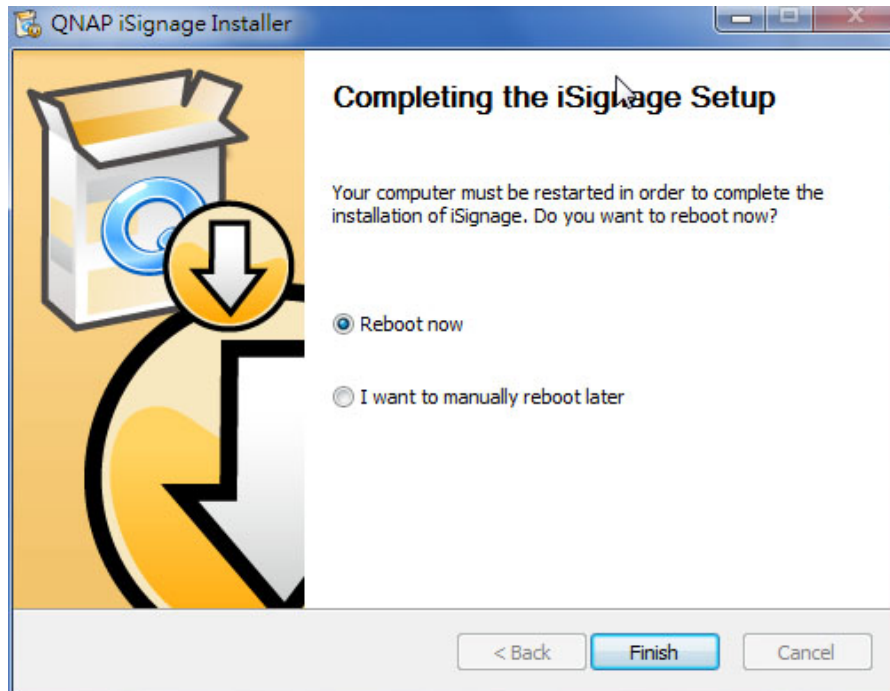 QNAP iSignage Installer
Completing the iSignage Setup
Your computer must be restarted in order to complete the
installation of iSignage. Do you want to reboot now?
Reboot now
I want to manually reboot later
< Back
Finish
Cancel